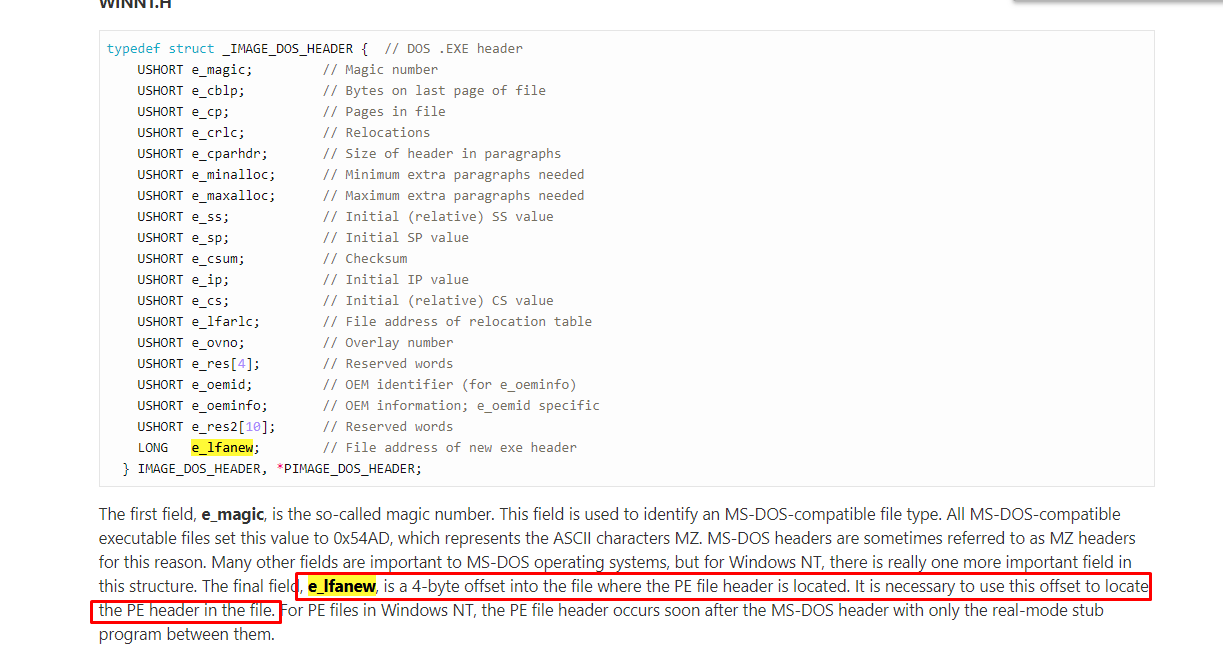 WINNT.H
typedef struct _IMAGE_DOS_HEADER {  // DOS .EXE header
    USHORT e_magic;         // Magic number
    USHORT e_cblp;          // Bytes on last page of file
    USHORT e_cp;            // Pages in file
    USHORT e_crlc;          // Relocations
    USHORT e_cparhdr;       // Size of header in paragraphs
    USHORT e_minalloc;      // Minimum extra paragraphs needed
    USHORT e_maxalloc;      // Maximum extra paragraphs needed
    USHORT e_ss;            // Initial (relative) SS value
    USHORT e_sp;            // Initial SP value
    USHORT e_csum;          // Checksum
    USHORT e_ip;            // Initial IP value
    USHORT e_cs;            // Initial (relative) CS value
    USHORT e_lfarlc;        // File address of relocation table
    USHORT e_ovno;          // Overlay number
    USHORT e_res[4];        // Reserved words
    USHORT e_oemid;         // OEM identifier (for e_oeminfo)
    USHORT e_oeminfo;       // OEM information; e_oemid specific
    USHORT e_res2[10];      // Reserved words
    LONG   e_lfanew;        // File address of new exe header
  } IMAGE_DOS_HEADER, *PIMAGE_DOS_HEADER;
The first field, e_magic, is the so-called magic number. This field is used to identify an MS-DOS-compatible file type. All MS-DOS-compatible
executable files set this value to 0x54AD, which represents the ASCII characters MZ. MS-DOS headers are sometimes referred to as MZ headers
for this reason. Many other fields are important to MS-DOS operating systems, but for Windows NT, there is really one more important field in
this structure. The final field, e_lfanew, is a 4-byte offset into the file where the PE file header is located. It is necessary to use this offset to locate
the PE header in the file. For PE files in Windows NT, the PE file header occurs soon after the MS-DOS header with only the real-mode stub
program between them.